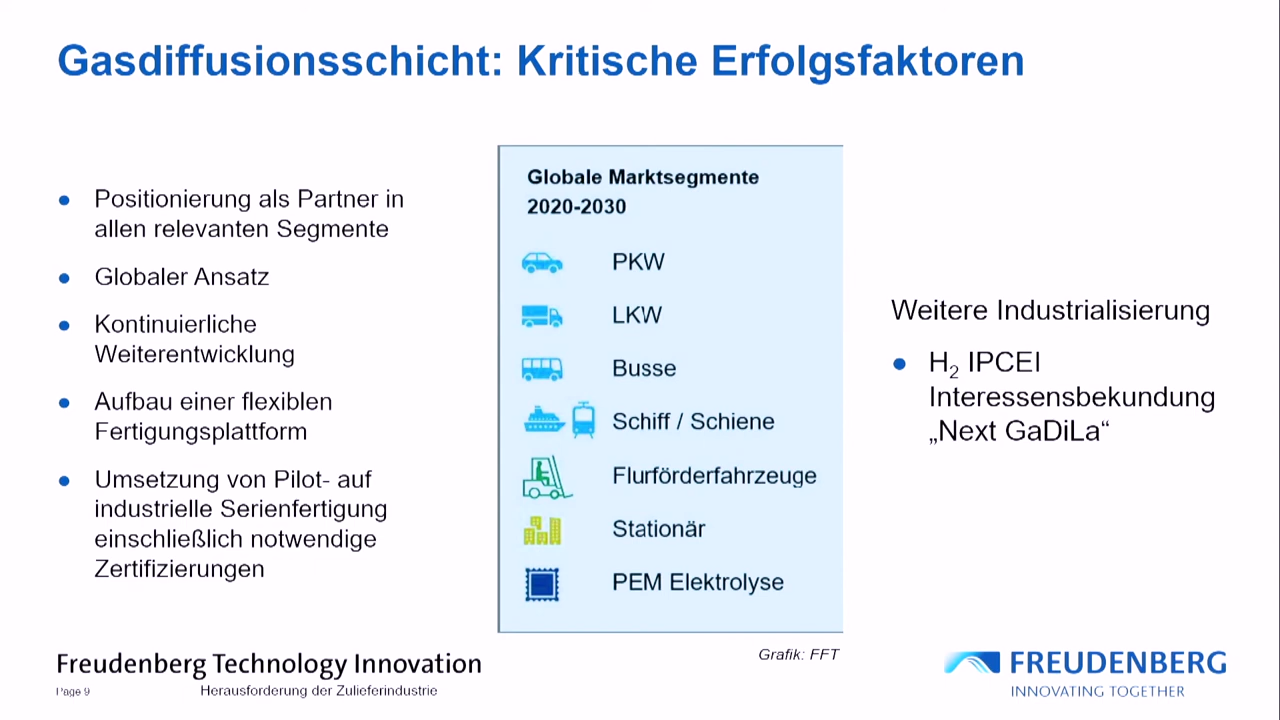 Gasdiffusionsschicht: Kritische Erfolgsfaktoren
● Positionierung als Partner in
allen relevanten Segmente
● Globaler Ansatz
● Kontinuierliche
Weiterentwicklung
● Aufbau einer flexiblen
Fertigungsplattform
● Umsetzung von Pilot- auf
industrielle Serienfertigung
einschließlich notwendige
Zertifizierungen
Globale Marktsegmente
2020-2030
PKW
LKW
Busse
Schiff / Schiene
Flurförderfahrzeuge
Stationär
PEM Elektrolyse
Grafik: FFT
Weitere Industrialisierung
● H₂ IPCEI
Interessensbekundung
„Next GaDiLa“
Freudenberg Technology Innovation
Page 9
Herausforderung der Zulieferindustrie
FREUDENBERG
INNOVATING TOGETHER